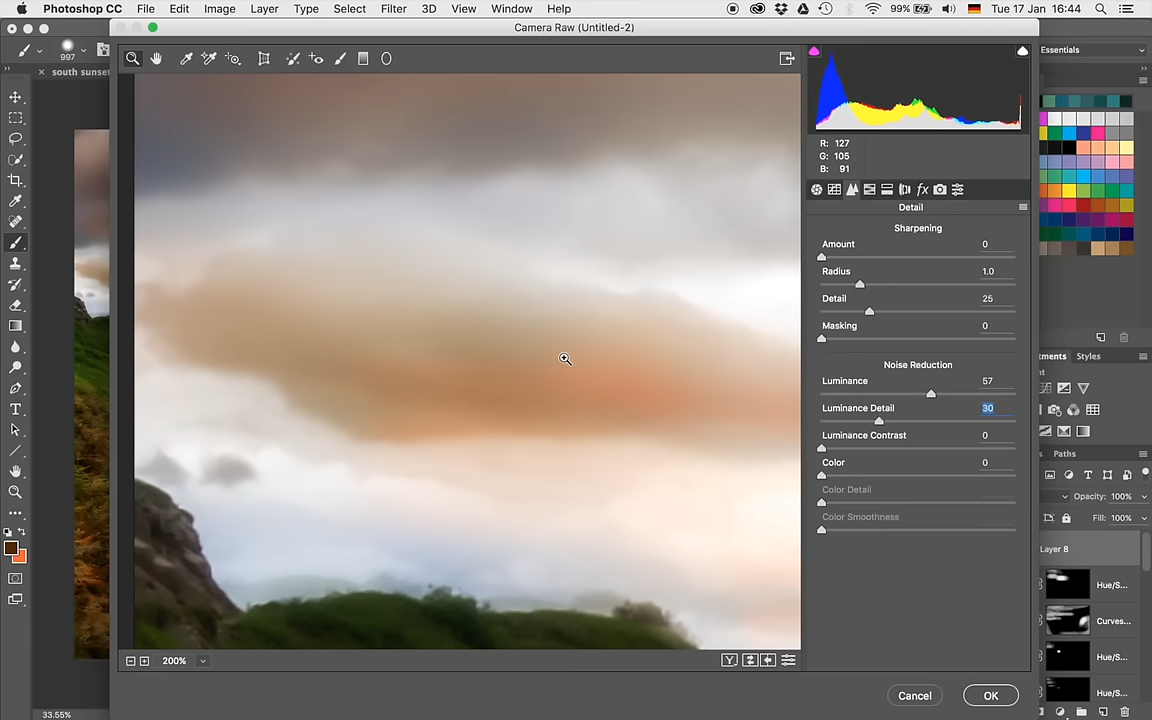 Photoshop CC File Edit Image Layer Type Select Filter 3D View Window Help 99% Tue 17 Jan 16:44
Camera Raw (Untitled-2)
997
Essentials
south sunset
R: 127
G: 105
B: 91
fx
Detail
Sharpening
Amount 0
Radius 1.0
Detail 25
Masking 0
Noise Reduction
Luminance 57
Luminance Detail 30
Luminance Contrast 0
Color 0
Color Detail
Color Smoothness
tments Styles
nt
Paths
Opacity: 100%
Fill: 100%
Layer 8
Hue/S...
Curves...
Hue/S...
Hue/S...
200%
Y
Cancel OK
33.55%